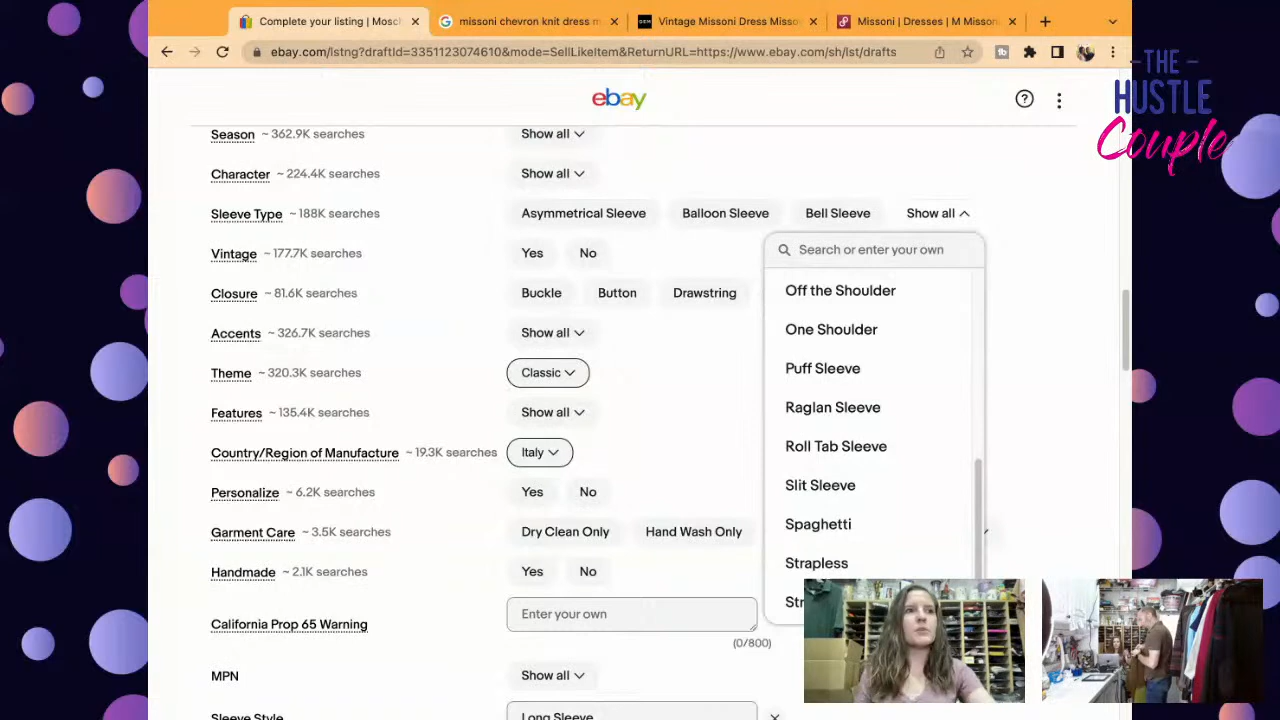 Complete your listing | Mosch
missoni chevron knit dress m
GEM
Vintage Missoni Dress Misso
Missoni | Dresses | M Misson
ebay.com/lstng?draftId=3351123074610&mode=SellLikeItem&ReturnURL=https://www.ebay.com/sh/lst/drafts
-THE-
HUSTLE
Couple
ebay
Season ~ 362.9K searches Show all
Character ~ 224.4K searches Show all
Sleeve Type ~ 188K searches Asymmetrical Sleeve Balloon Sleeve Bell Sleeve Show all
Vintage ~ 177.7K searches Yes No
Search or enter your own
Closure ~ 81.6K searches Buckle Button Drawstring
Off the Shoulder
Accents ~ 326.7K searches Show all
One Shoulder
Theme ~ 320.3K searches Classic
Puff Sleeve
Features ~ 135.4K searches Show all
Raglan Sleeve
Country/Region of Manufacture ~ 19.3K searches Italy
Roll Tab Sleeve
Personalize ~ 6.2K searches Yes No
Slit Sleeve
Garment Care ~ 3.5K searches Dry Clean Only Hand Wash Only
Spaghetti
Handmade ~ 2.1K searches Yes No
Strapless
California Prop 65 Warning Enter your own
Str
(0/800)
MPN Show all
Sleeve Style Long Sleeve